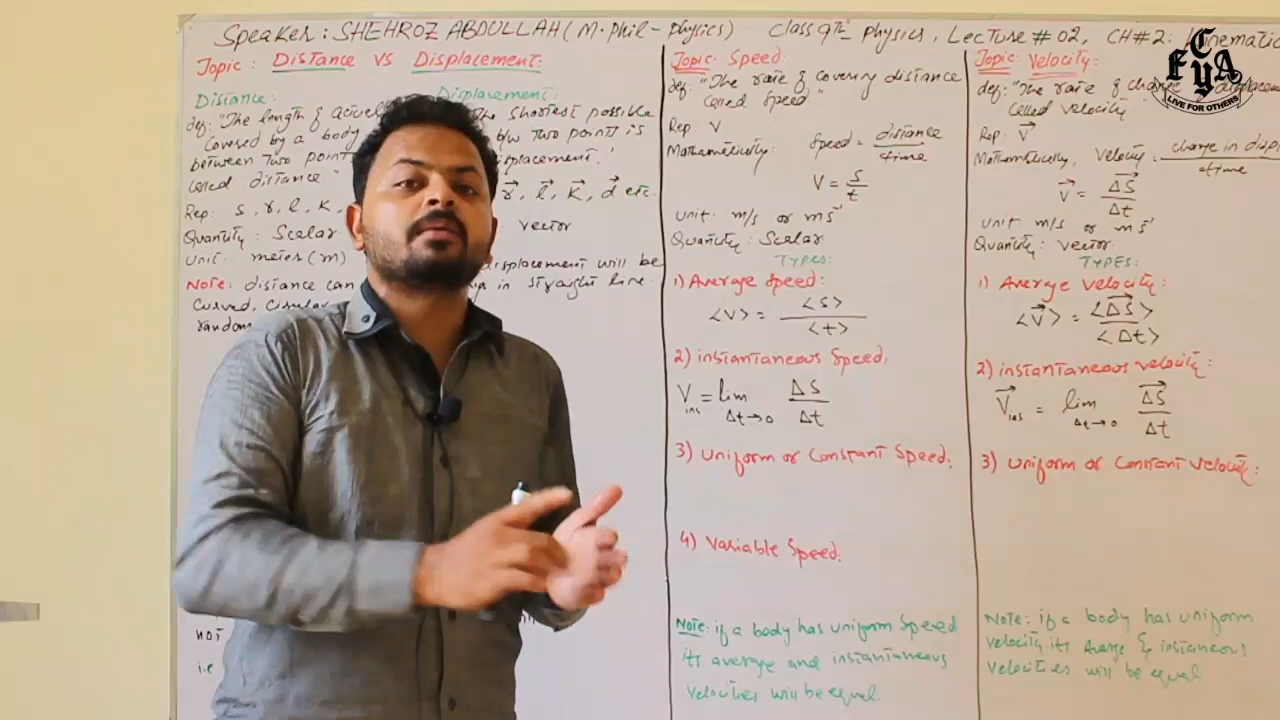 Speaker: SHEHROZ ABDULLAH (M.Phil-Physics) Class 9Th Physics, Lecture # 02, CH#2: Kinematic
Topic: Distance vs Displacement:
Distance:
def: "The length of
Covered by a body
between two point
called distance"
Rep: s, r, l, k,
Quantity: Scalar
Unit: meter (m)
Note: distance can
curved, circular
random
not
i.e
Displacement:
The shortest possible
b/w two points is
displacement."
r, l, k, d etc.
vector
displacement will be
in straight line.
Topic: Speed:
def: "The rate of covering distance
called speed"
Rep: V
Mathematically: Speed = distance/time
V = s/t
Unit: m/s or ms⁻¹
Quantity: Scalar
Types:
1) Average Speed:
<v> = <s>/<t>
2) instantaneous Speed:
V ins = lim Δt→0 ΔS/Δt
3) Uniform or Constant Speed:
4) Variable Speed:
Note: if a body has uniform speed
its average and instantaneous
velocities will be equal.
Topic: Velocity:
def: "The rate of change
called velocity"
Rep: V⃗
Mathematically, Velocity = change in disp/time
V⃗ = ΔS⃗/Δt
Unit: m/s or ms⁻¹
Quantity: vector
Types:
1) Average Velocity:
<V⃗> = <ΔS⃗>/<Δt>
2) instantaneous velocity:
V⃗ ins = lim Δt→0 ΔS⃗/Δt
3) Uniform or Constant Velocity:
Note: if a body has uniform
velocity its average & instaneous
velocities will be equal
FCYA
LIVE FOR OTHERS